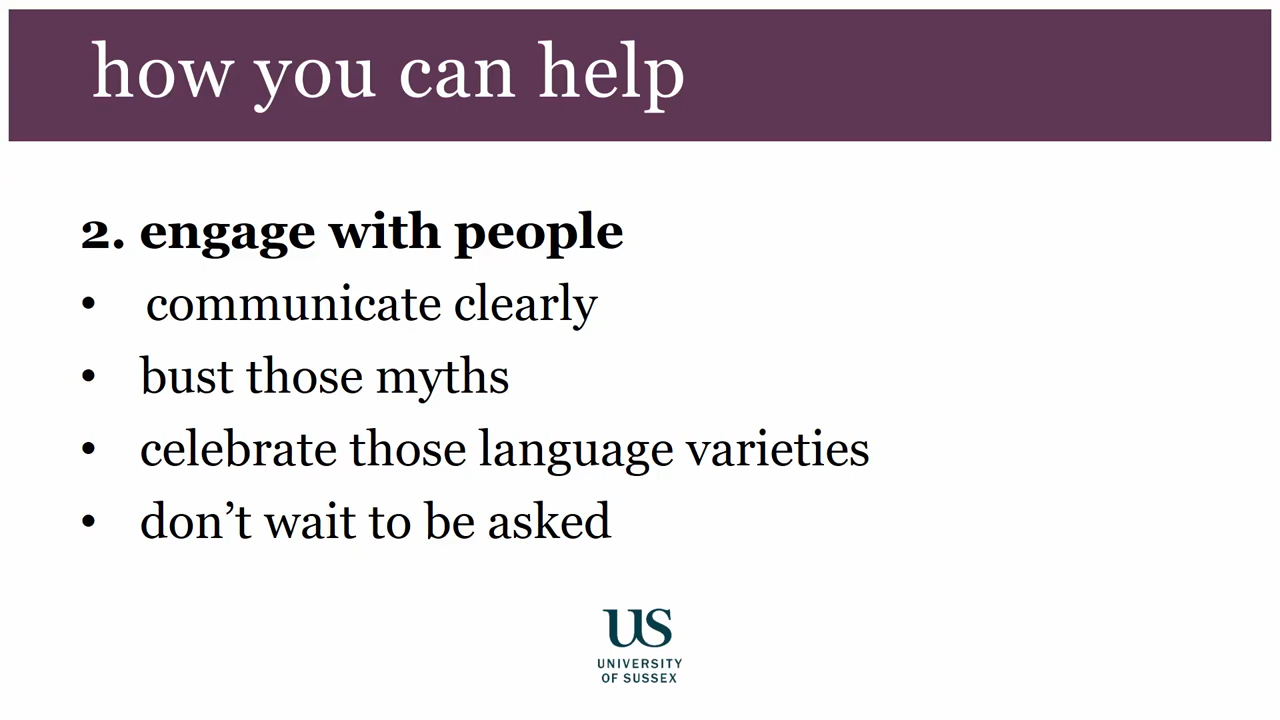 how you can help
2. engage with people
• communicate clearly
• bust those myths
• celebrate those language varieties
• don’t wait to be asked
US
UNIVERSITY
OF SUSSEX